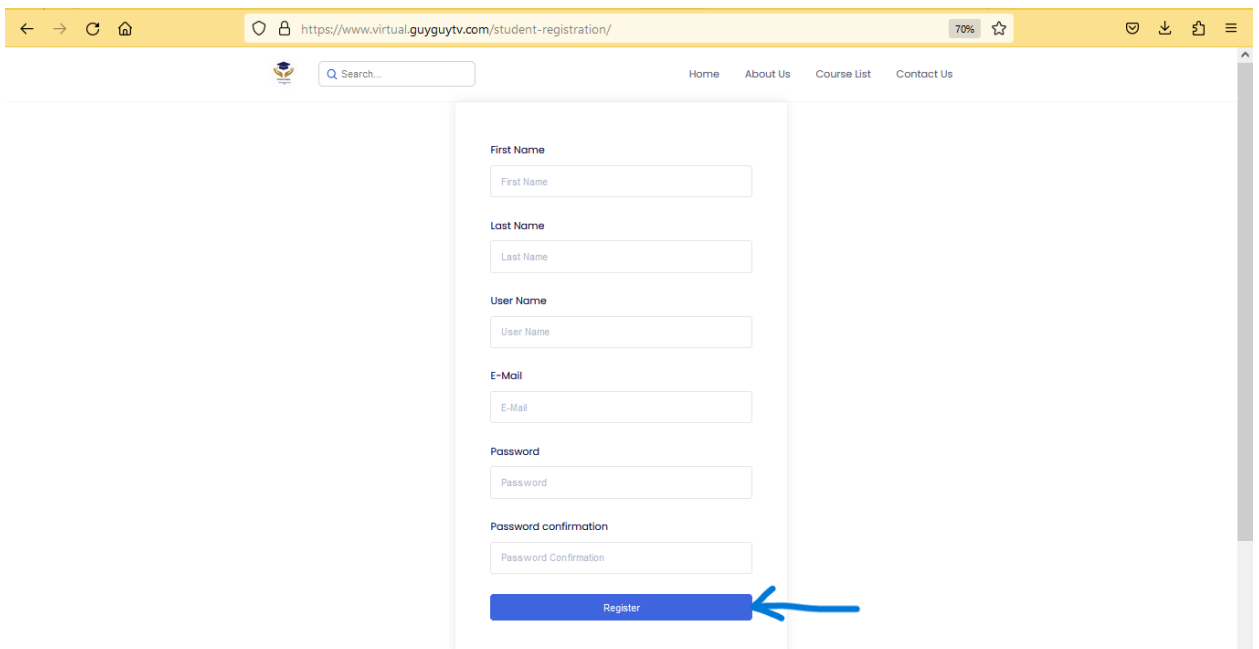 https://www.virtual.guyguytv.com/student-registration/
70%
Search...
Home About Us Course List Contact Us
First Name
First Name
Last Name
Last Name
User Name
User Name
E-Mail
E-Mail
Password
Password
Password confirmation
Password Confirmation
Register